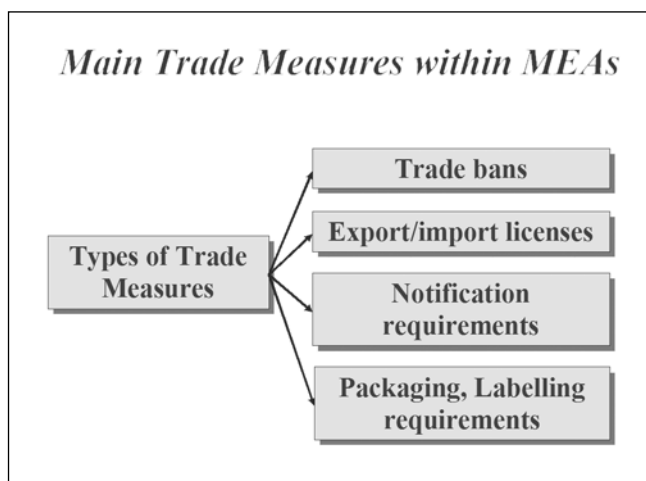 Main Trade Measures within MEAs
Trade bans
Export/import licenses
Types of Trade
Measures
Notification
requirements
Packaging, Labelling
requirements